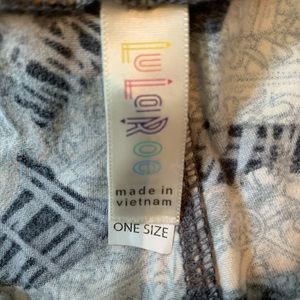 LuLaRoe
made in
vietnam
ONE SIZE